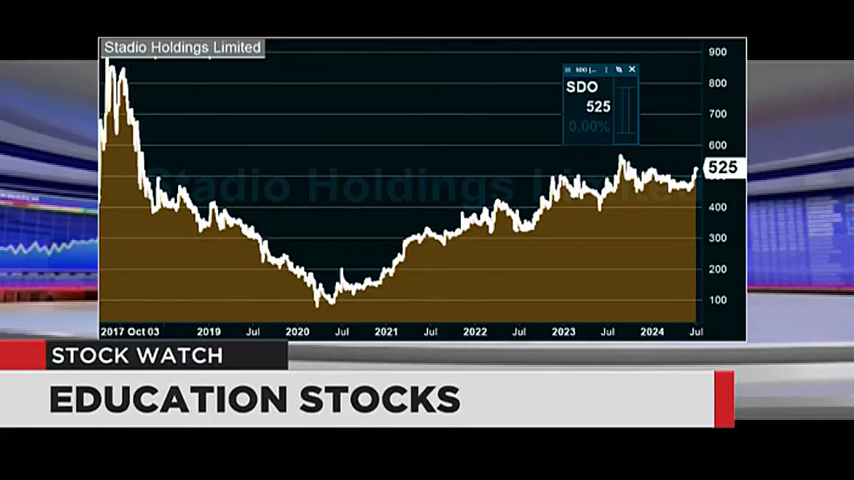 Stadio Holdings Limited
900
800
700
600
525
400
300
200
100
SDO [...
SDO
525
0.00%
Stadio Holdings Limited
2017 Oct 03 2019 Jul 2020 Jul 2021 Jul 2022 Jul 2023 Jul 2024 Jul
STOCK WATCH
EDUCATION STOCKS